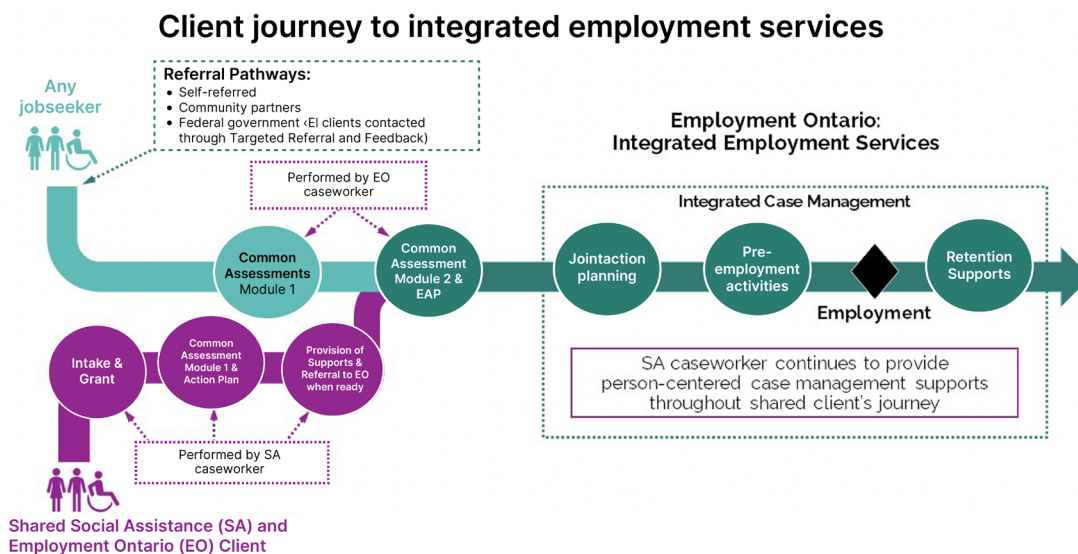 Client journey to integrated employment services
Any
jobseeker
Referral Pathways:
• Self-referred
• Community partners
• Federal government ‹EI clients contacted
through Targeted Referral and Feedback)
Performed by EO
caseworker
Common
Assessments
Module 1
Common
Assessment
Module 2 &
EAP
Employment Ontario:
Integrated Employment Services
Integrated Case Management
Jointaction
planning
Pre-
employment
activities
Employment
Retention
Supports
SA caseworker continues to provide
person-centered case management supports
throughout shared client's journey
Intake &
Grant
Common
Assessment
Module 1 &
Action Plan
Provision of
Supports &
Referral to EO
when ready
Performed by SA
caseworker
Shared Social Assistance (SA) and
Employment Ontario (EO) Client